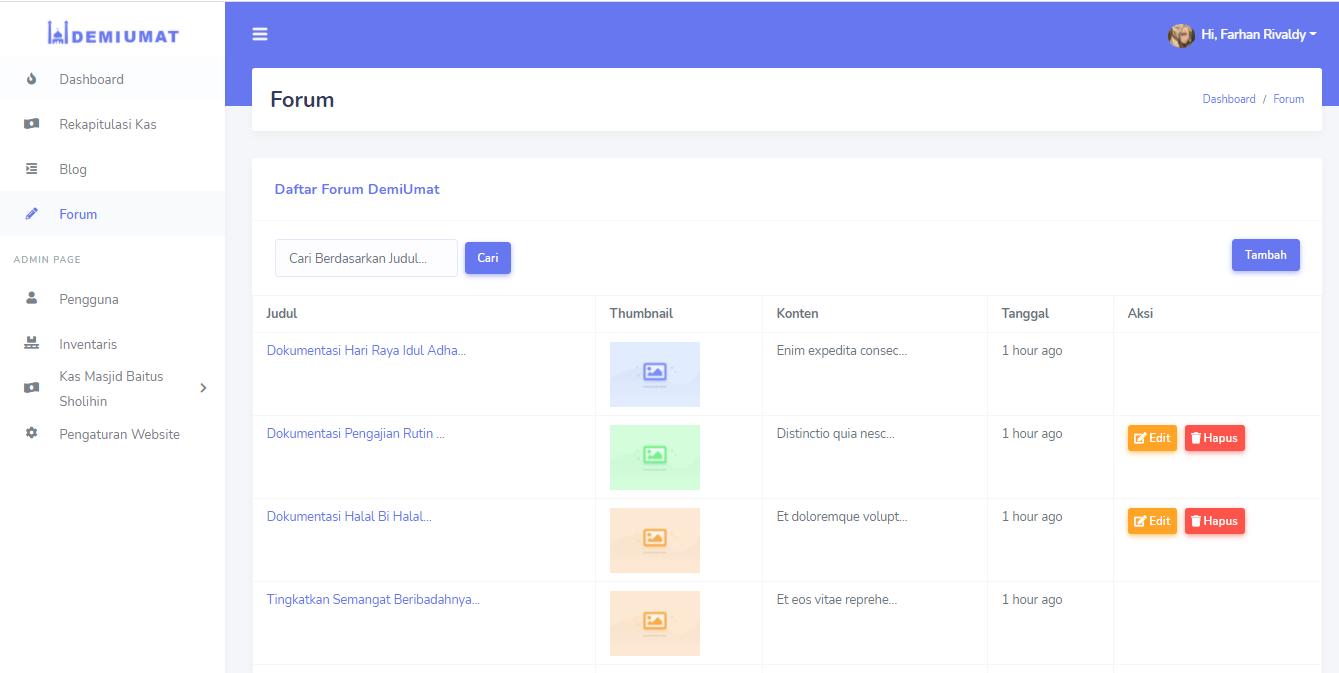 DEMIUMAT
Hi, Farhan Rivaldy
Dashboard
Rekapitulasi Kas
Blog
Forum
ADMIN PAGE
Pengguna
Inventaris
Kas Masjid Baitus
Sholihin
Pengaturan Website
Forum
Dashboard / Forum
Daftar Forum DemiUmat
Cari Berdasarkan Judul... Cari Tambah
Judul Thumbnail Konten Tanggal Aksi
Dokumentasi Hari Raya Idul Adha... Enim expedita consec... 1 hour ago
Dokumentasi Pengajian Rutin ... Distinctio quia nesc... 1 hour ago Edit Hapus
Dokumentasi Halal Bi Halal... Et doloremque volupt... 1 hour ago Edit Hapus
Tingkatkan Semangat Beribadahnya... Et eos vitae reprehe... 1 hour ago